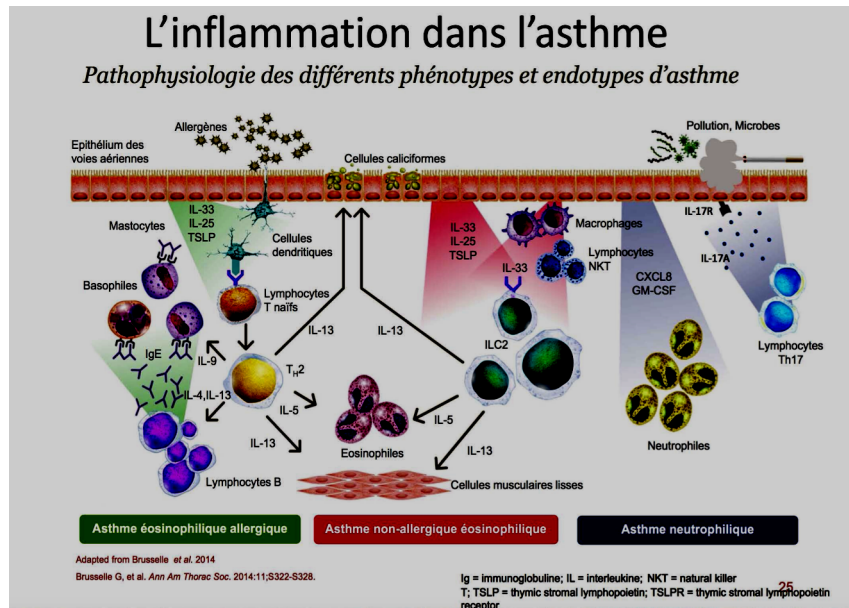 L'inflammation dans l'asthme
Pathophysiologie des différents phénotypes et endotypes d'asthme
Allergènes
Pollution, Microbes
Epithélium des
voies aériennes
Cellules caliciformes
IL-33
IL-25
TSLP
Mastocytes
Cellules
dendritiques
Basophiles
Lymphocytes
T naïfs
IL-13
IL-13
IgE
IL-9
TH2
IL-4,IL-13
IL-5
IL-13
Lymphocytes B
Eosinophiles
IL-33
IL-25
TSLP
Macrophages
IL-33
Lymphocytes
NKT
ILC2
IL-5
IL-13
Cellules musculaires lisses
IL-17R
IL-17A
CXCL8
GM-CSF
Lymphocytes
Th17
Neutrophiles
Asthme éosinophilique allergique
Asthme non-allergique éosinophilique
Asthme neutrophilique
Adapted from Brusselle et al. 2014
Brusselle G, et al. Ann Am Thorac Soc. 2014:11;S322-S328.
25
Ig = immunoglobuline; IL = interleukine; NKT = natural killer
T; TSLP = thymic stromal lymphopoietin; TSLPR = thymic stromal lymphopoietin
receptor